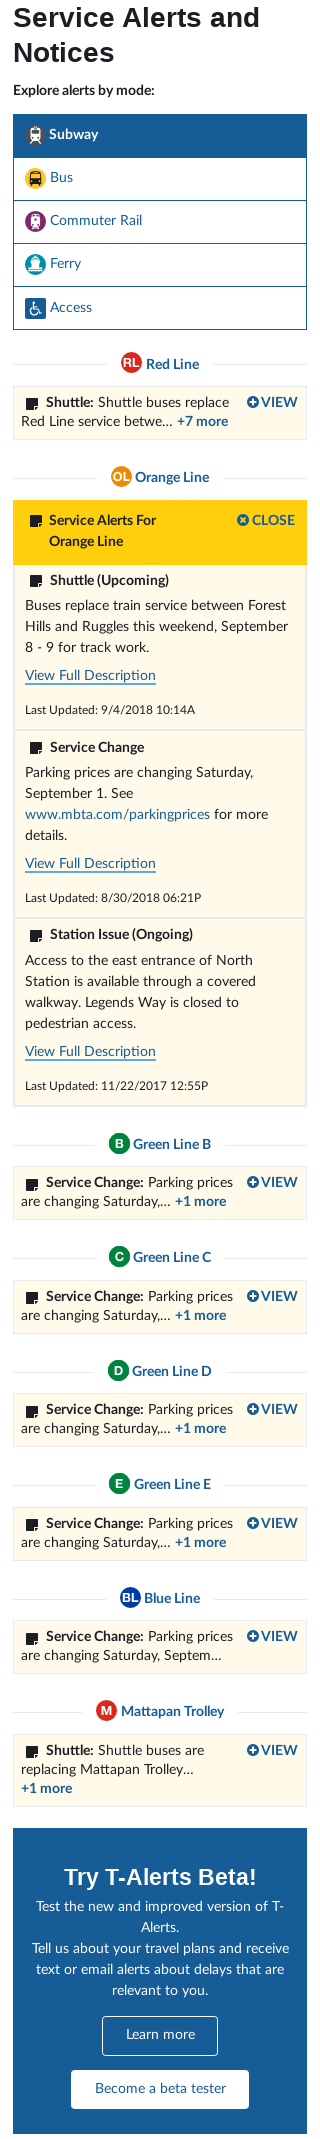 Service Alerts and
Notices
Explore alerts by mode:
Subway
Bus
Commuter Rail
Ferry
Access
RL Red Line
Shuttle: Shuttle buses replace
Red Line service betwe... +7 more
VIEW
OL Orange Line
Service Alerts For
Orange Line
CLOSE
Shuttle (Upcoming)
Buses replace train service between Forest
Hills and Ruggles this weekend, September
8 - 9 for track work.
View Full Description
Last Updated: 9/4/2018 10:14A
Service Change
Parking prices are changing Saturday,
September 1. See
www.mbta.com/parkingprices for more
details.
View Full Description
Last Updated: 8/30/2018 06:21P
Station Issue (Ongoing)
Access to the east entrance of North
Station is available through a covered
walkway. Legends Way is closed to
pedestrian access.
View Full Description
Last Updated: 11/22/2017 12:55P
B Green Line B
Service Change: Parking prices
are changing Saturday,... +1 more
VIEW
C Green Line C
Service Change: Parking prices
are changing Saturday,... +1 more
VIEW
D Green Line D
Service Change: Parking prices
are changing Saturday,... +1 more
VIEW
E Green Line E
Service Change: Parking prices
are changing Saturday,... +1 more
VIEW
BL Blue Line
Service Change: Parking prices
are changing Saturday, Septem...
VIEW
M Mattapan Trolley
Shuttle: Shuttle buses are
replacing Mattapan Trolley...
+1 more
VIEW
Try T-Alerts Beta!
Test the new and improved version of T-
Alerts.
Tell us about your travel plans and receive
text or email alerts about delays that are
relevant to you.
Learn more
Become a beta tester